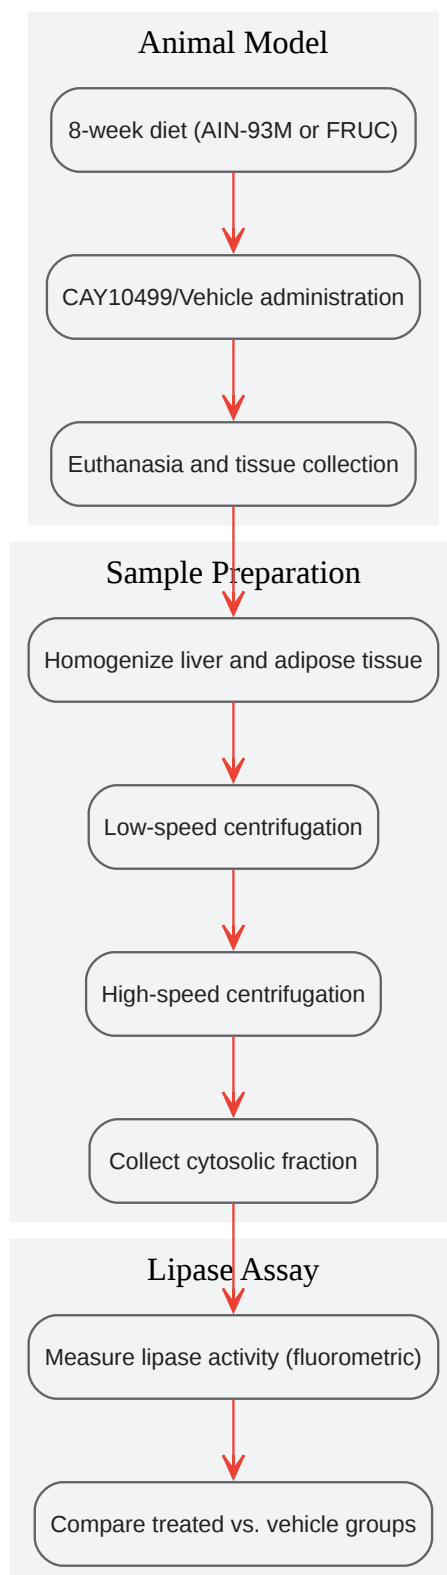 Animal Model
8-week diet (AIN-93M or FRUC)
CAY10499/Vehicle administration
Euthanasia and tissue collection
Sample Preparation
Homogenize liver and adipose tissue
Low-speed centrifugation
High-speed centrifugation
Collect cytosolic fraction
Lipase Assay
Measure lipase activity (fluorometric)
Compare treated vs. vehicle groups